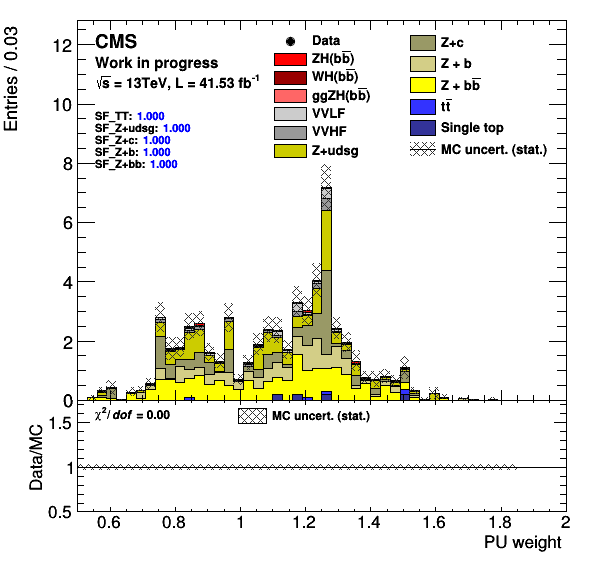 Entries / 0.03
12
10
8
6
4
2
0
CMS
Work in progress
√s = 13TeV, L = 41.53 fb⁻¹
SF_TT: 1.000
SF_Z+udsg: 1.000
SF_Z+c: 1.000
SF_Z+b: 1.000
SF_Z+bb: 1.000
Data
ZH(bb̅)
WH(bb̅)
ggZH(bb̅)
VVLF
VVHF
Z+udsg
Z+c
Z + b
Z + bb̅
tt̅
Single top
MC uncert. (stat.)
Data/MC
1.5
1
0.5
χ²/dof = 0.00
MC uncert. (stat.)
0.6 0.8 1 1.2 1.4 1.6 1.8 2
PU weight